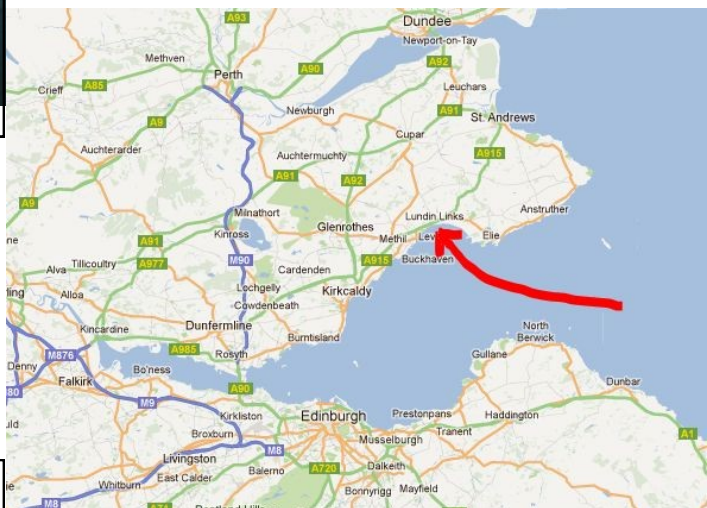 A93
Dundee
Newport-on-Tay
Methven
A90
A92
Perth
A85
Crieff
Leuchars
Newburgh
A91
St. Andrews
A9
Cupar
Auchterarder
Auchtermuchty
A915
A91
A92
A9
Milnathort
Lundin Links
Anstruther
Kinross
Glenrothes
Methil
Elie
A91
M90
A915
Buckhaven
Tillicoultry
A977
Cardenden
Alva
Lochgelly
Kirkcaldy
Alloa
Cowdenbeath
Kincardine
Dunfermline
North
Berwick
Burntisland
A985
Rosyth
Gullane
M876
Denny
Bo'ness
Falkirk
A90
Dunbar
M9
Kirkliston
Edinburgh
Prestonpans
Haddington
Broxburn
Musselburgh
Tranent
A1
M8
Livingston
East Calder
Balerno
A720
Dalkeith
Whitburn
Bonnyrigg
Mayfield
M8